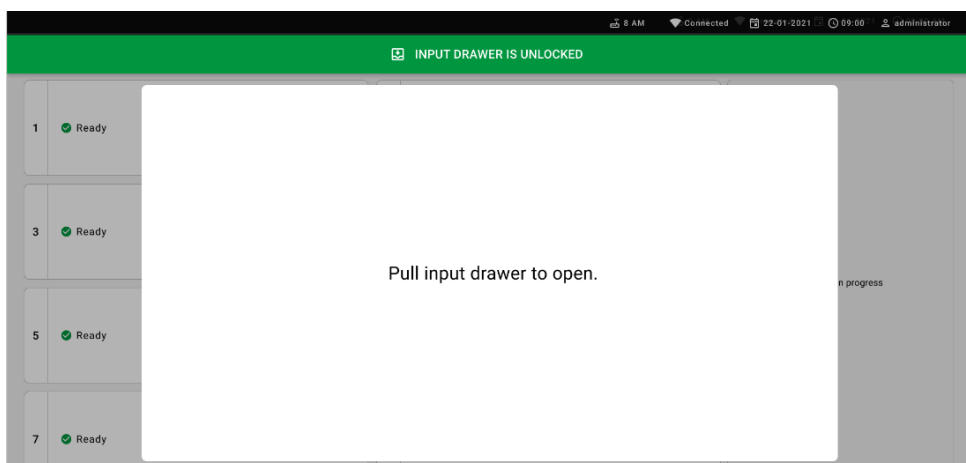 8 AM Connected 22-01-2021 09:00 administrator
INPUT DRAWER IS UNLOCKED
1 Ready
3 Ready
Pull input drawer to open.
n progress
5 Ready
7 Ready